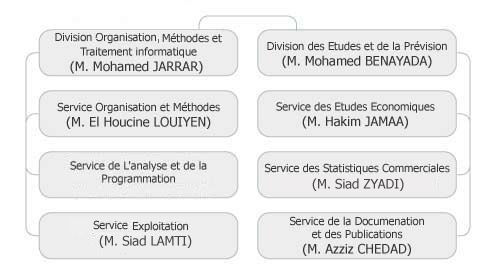 Division Organisation, Méthodes et
Traitement informatique
(M. Mohamed JARRAR)
Service Organisation et Méthodes
(M. El Houcine LOUIYEN)
Service de L'analyse et de la
Programmation
Service Exploitation
(M. Siad LAMTI)
Division des Etudes et de la Prévision
(M. Mohamed BENAYADA)
Service des Etudes Economiques
(M. Hakim JAMAA)
Service des Statistiques Commerciales
(M. Siad ZYADI)
Service de la Documenation
et des Publications
(M. Azziz CHEDAD)